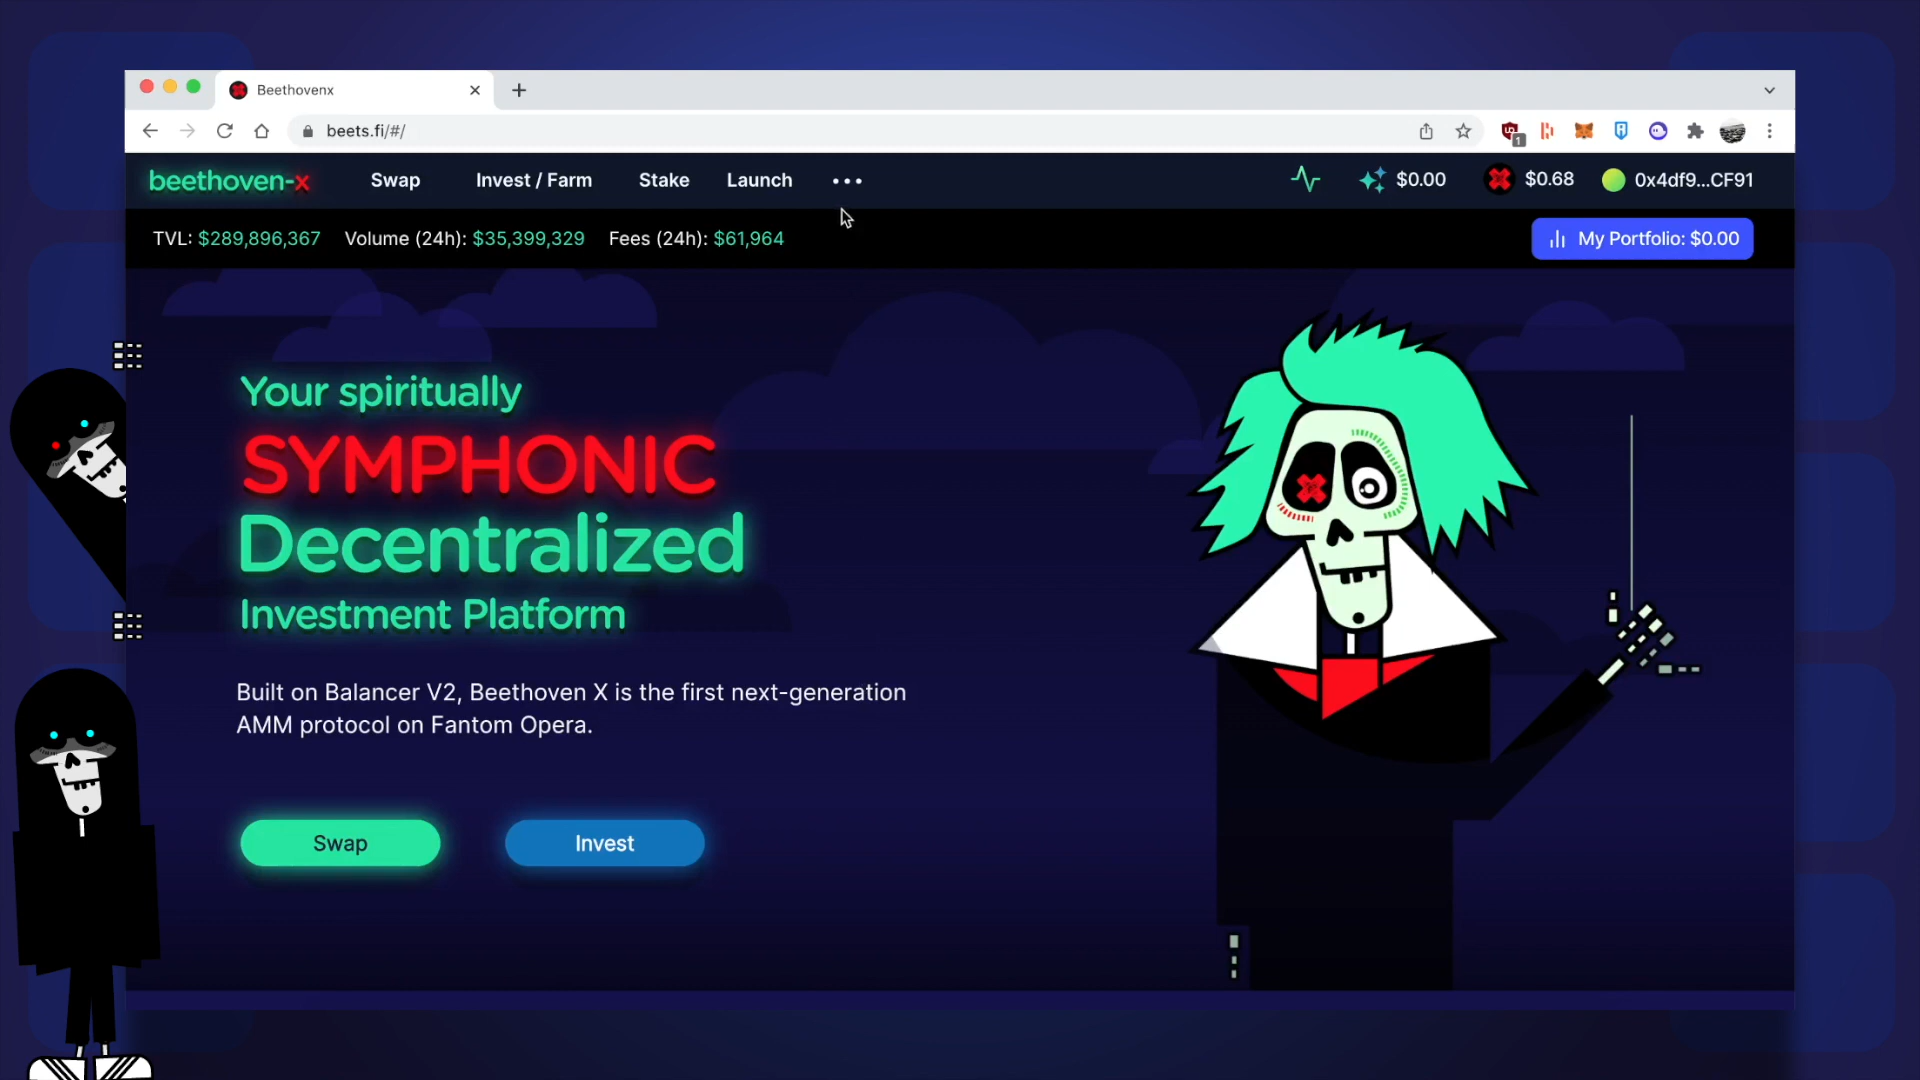 Beethovenx
beets.fi/#/
1
beethoven-x
Swap
Invest / Farm
Stake
Launch
$0.00
$0.68
0x4df9...CF91
TVL: $289,896,367
Volume (24h): $35,399,329
Fees (24h): $61,964
My Portfolio: $0.00
Your spiritually
SYMPHONIC
Decentralized
Investment Platform
Built on Balancer V2, Beethoven X is the first next-generation
AMM protocol on Fantom Opera.
Swap
Invest